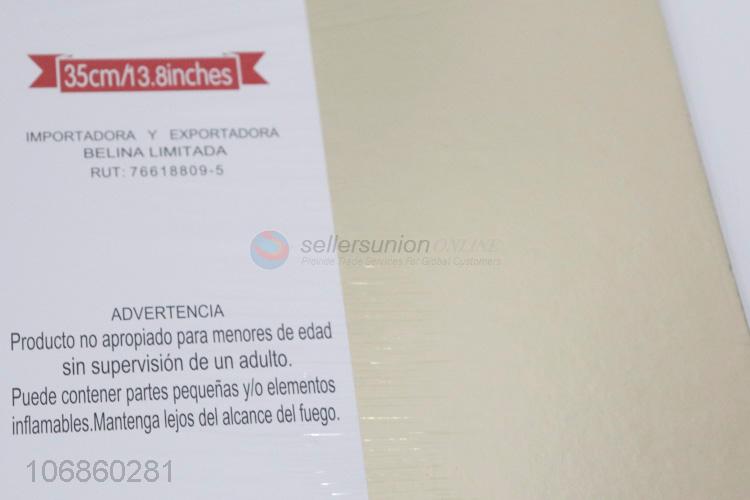 35cm/13.8inches
IMPORTADORA Y EXPORTADORA
BELINA LIMITADA
RUT: 76618809-5
sellersunion ONLINE
Provide Trade Services For Global Customers
ADVERTENCIA
Producto no apropiado para menores de edad
sin supervisión de un adulto.
Puede contener partes pequeñas y/o elementos
inflamables.Mantenga lejos del alcance del fuego.
106860281